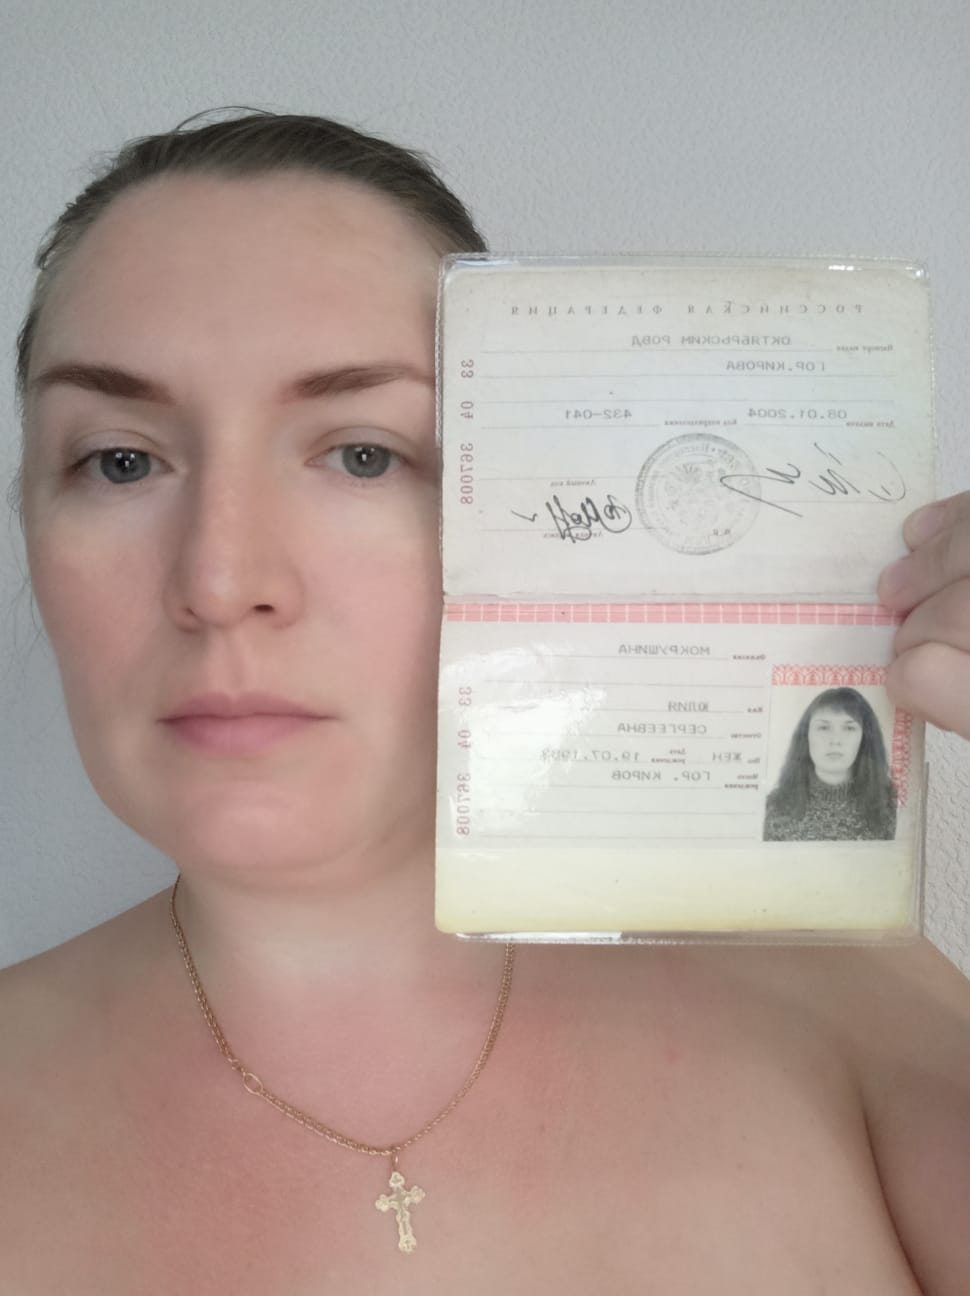 РОССИЙСКАЯ ФЕДЕРАЦИЯ
Паспорт выдан ОКТЯБРЬСКИМ РОВД
ГОР.КИРОВА
Дата выдачи 08.01.2004 Код подразделения 432-041
Личный код
М.П.
33 04 367008
Фамилия МОКРУШИНА
Имя ЮЛИЯ
Отчество СЕРГЕЕВНА
Пол ЖЕН Дата рождения 19.07.1983
Место рождения ГОР. КИРОВ
33 04 367008